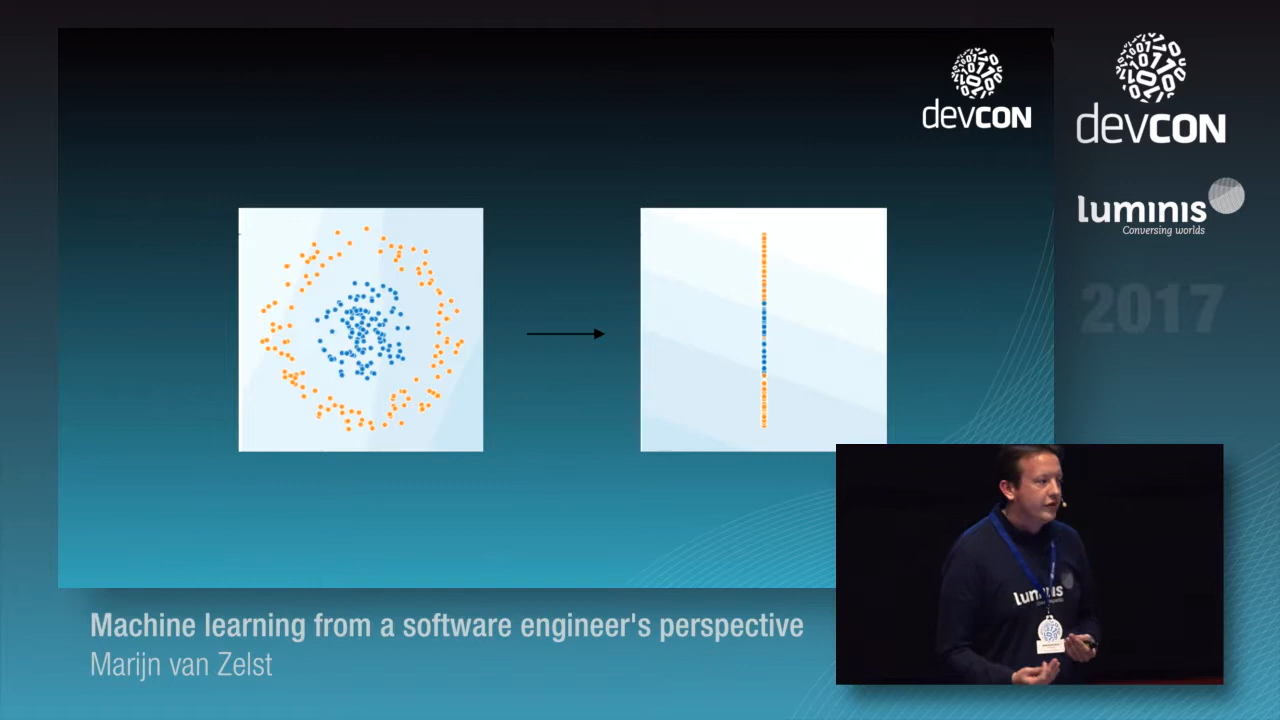 devcon
devcon
luminis
Conversing worlds
2017
luminis
Machine learning from a software engineer's perspective
Marijn van Zelst